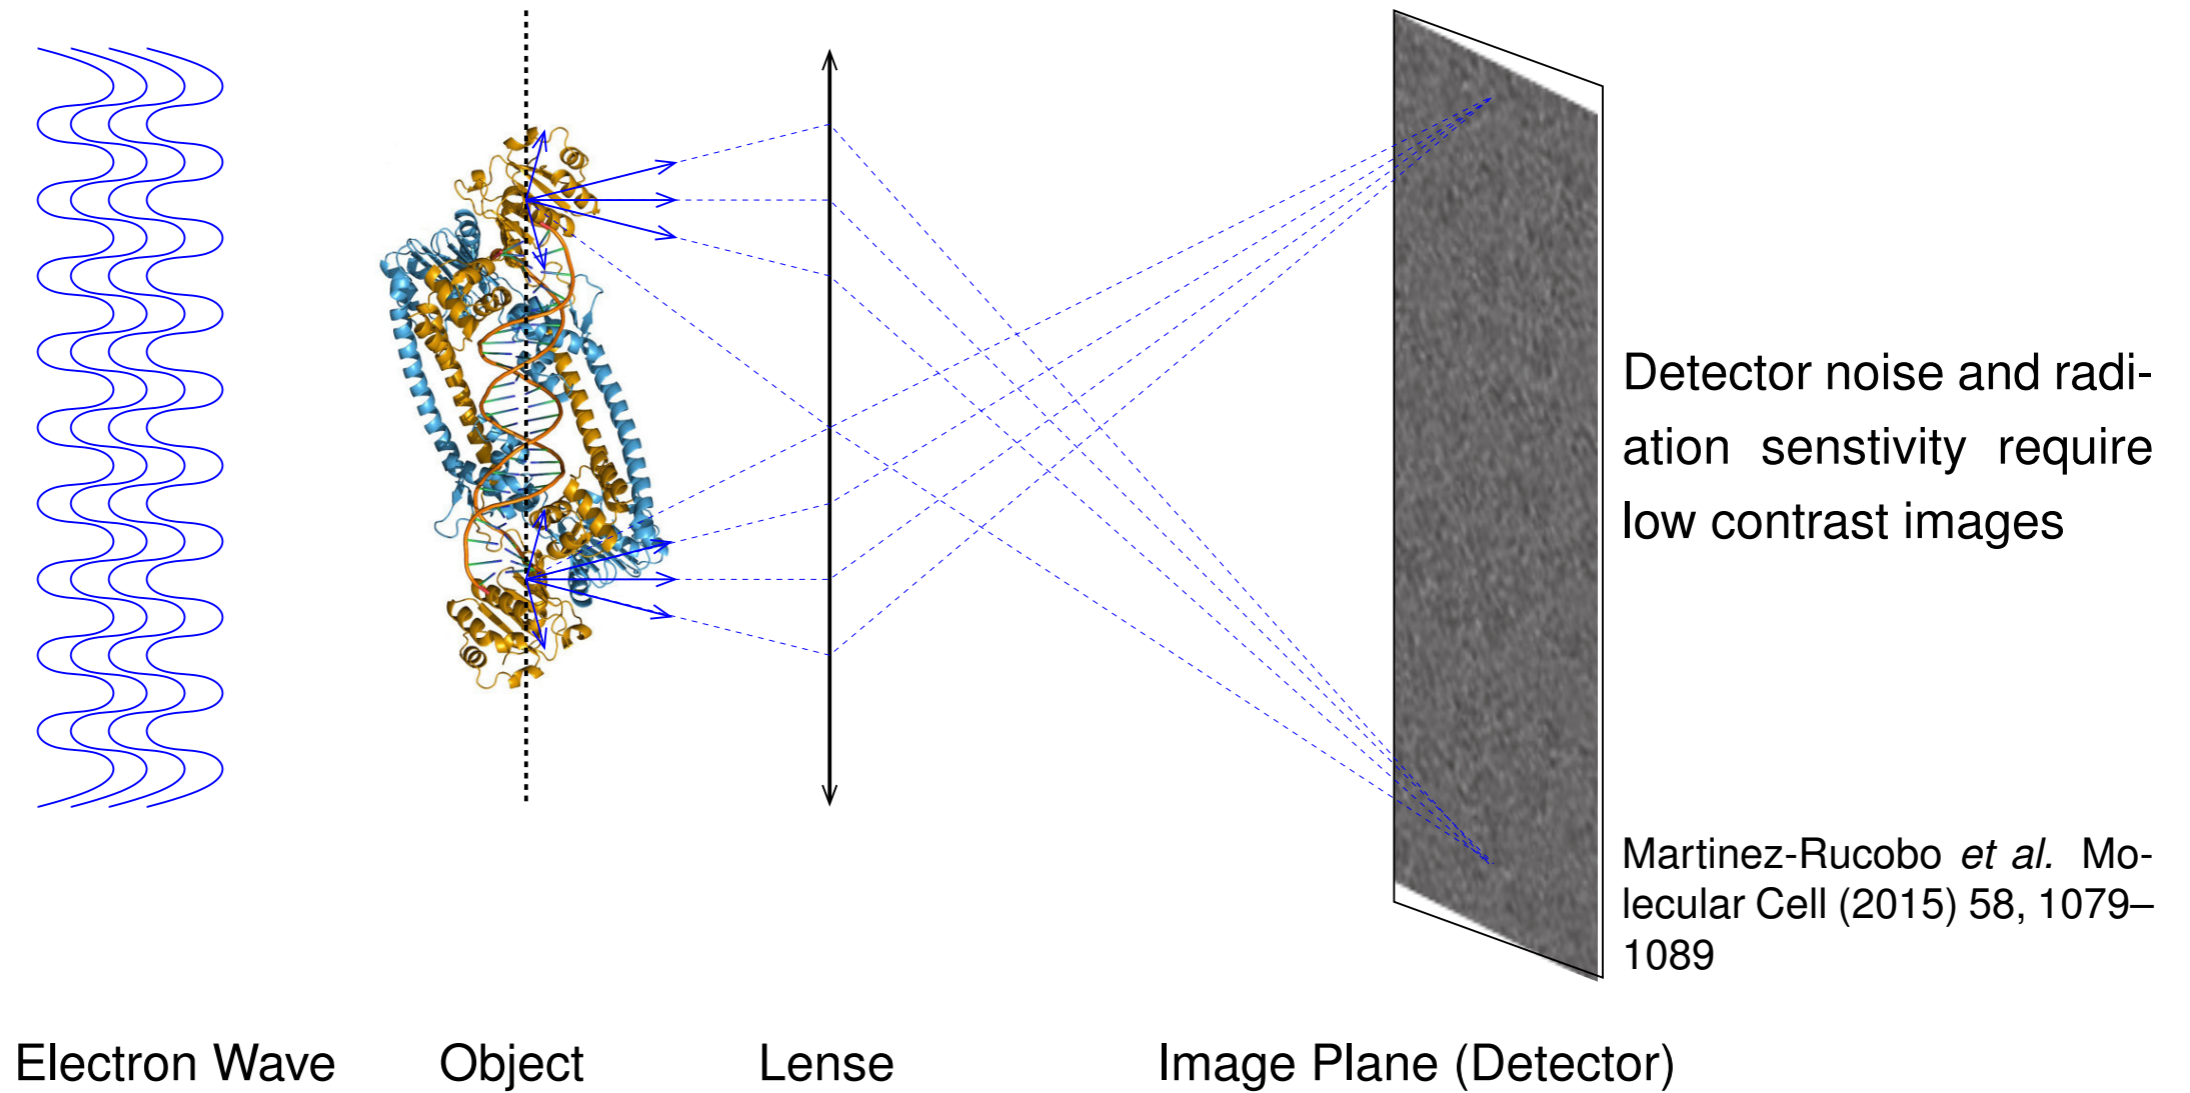 Detector noise and radi-
ation senstivity require
low contrast images
Martinez-Rucobo et al. Mo-
lecular Cell (2015) 58, 1079–
1089
Electron Wave
Object
Lense
Image Plane (Detector)